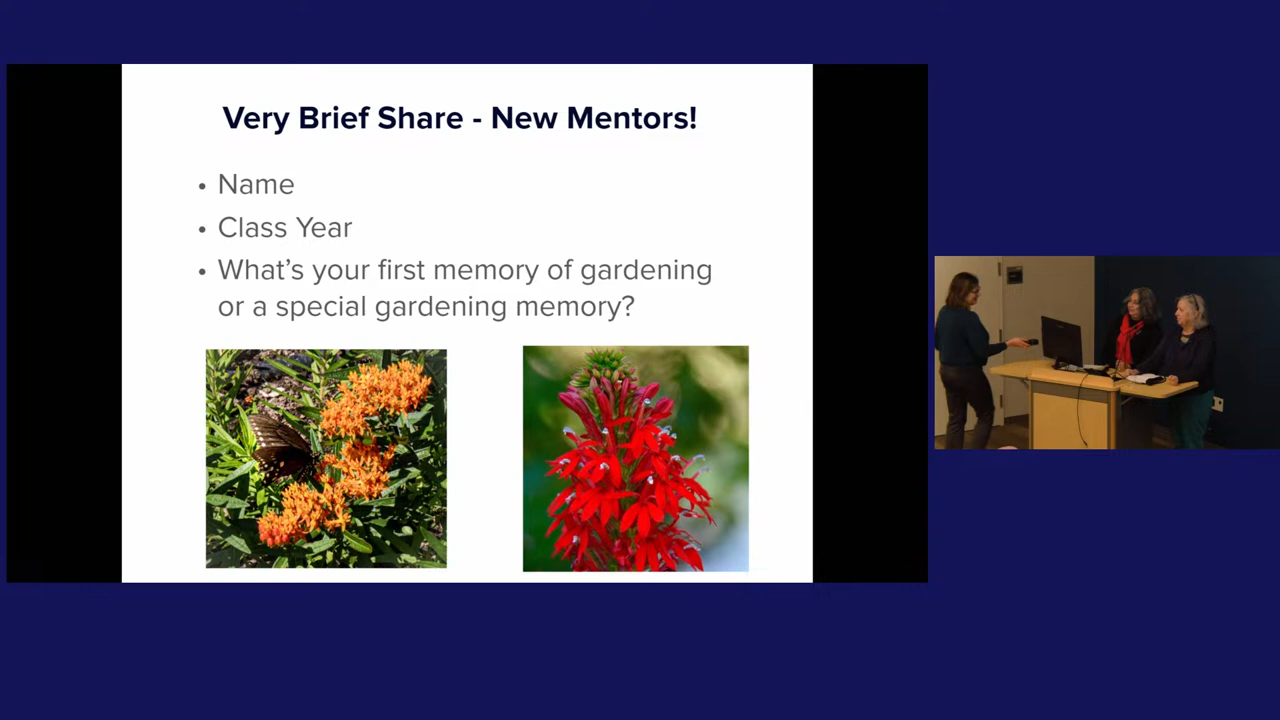 Very Brief Share - New Mentors!
• Name
• Class Year
• What’s your first memory of gardening
or a special gardening memory?